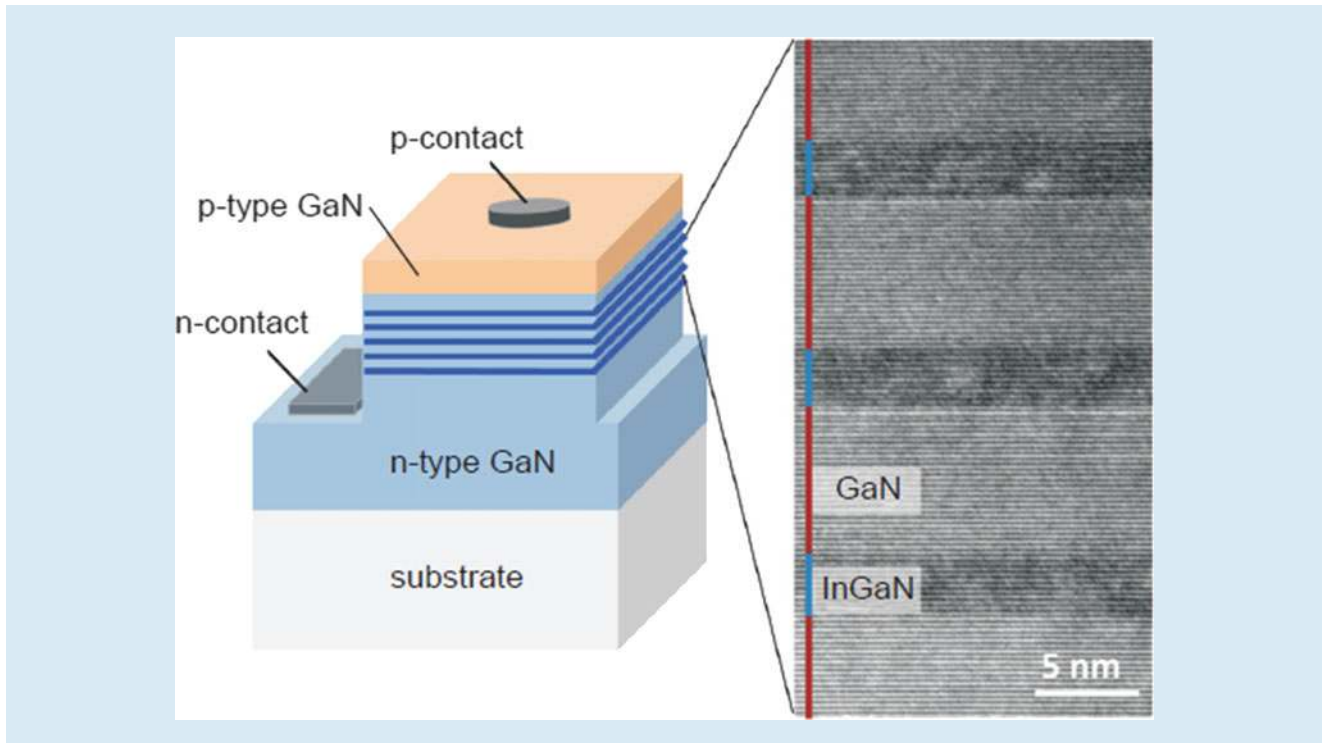 p-contact
p-type GaN
n-contact
n-type GaN
substrate
GaN
InGaN
5 nm